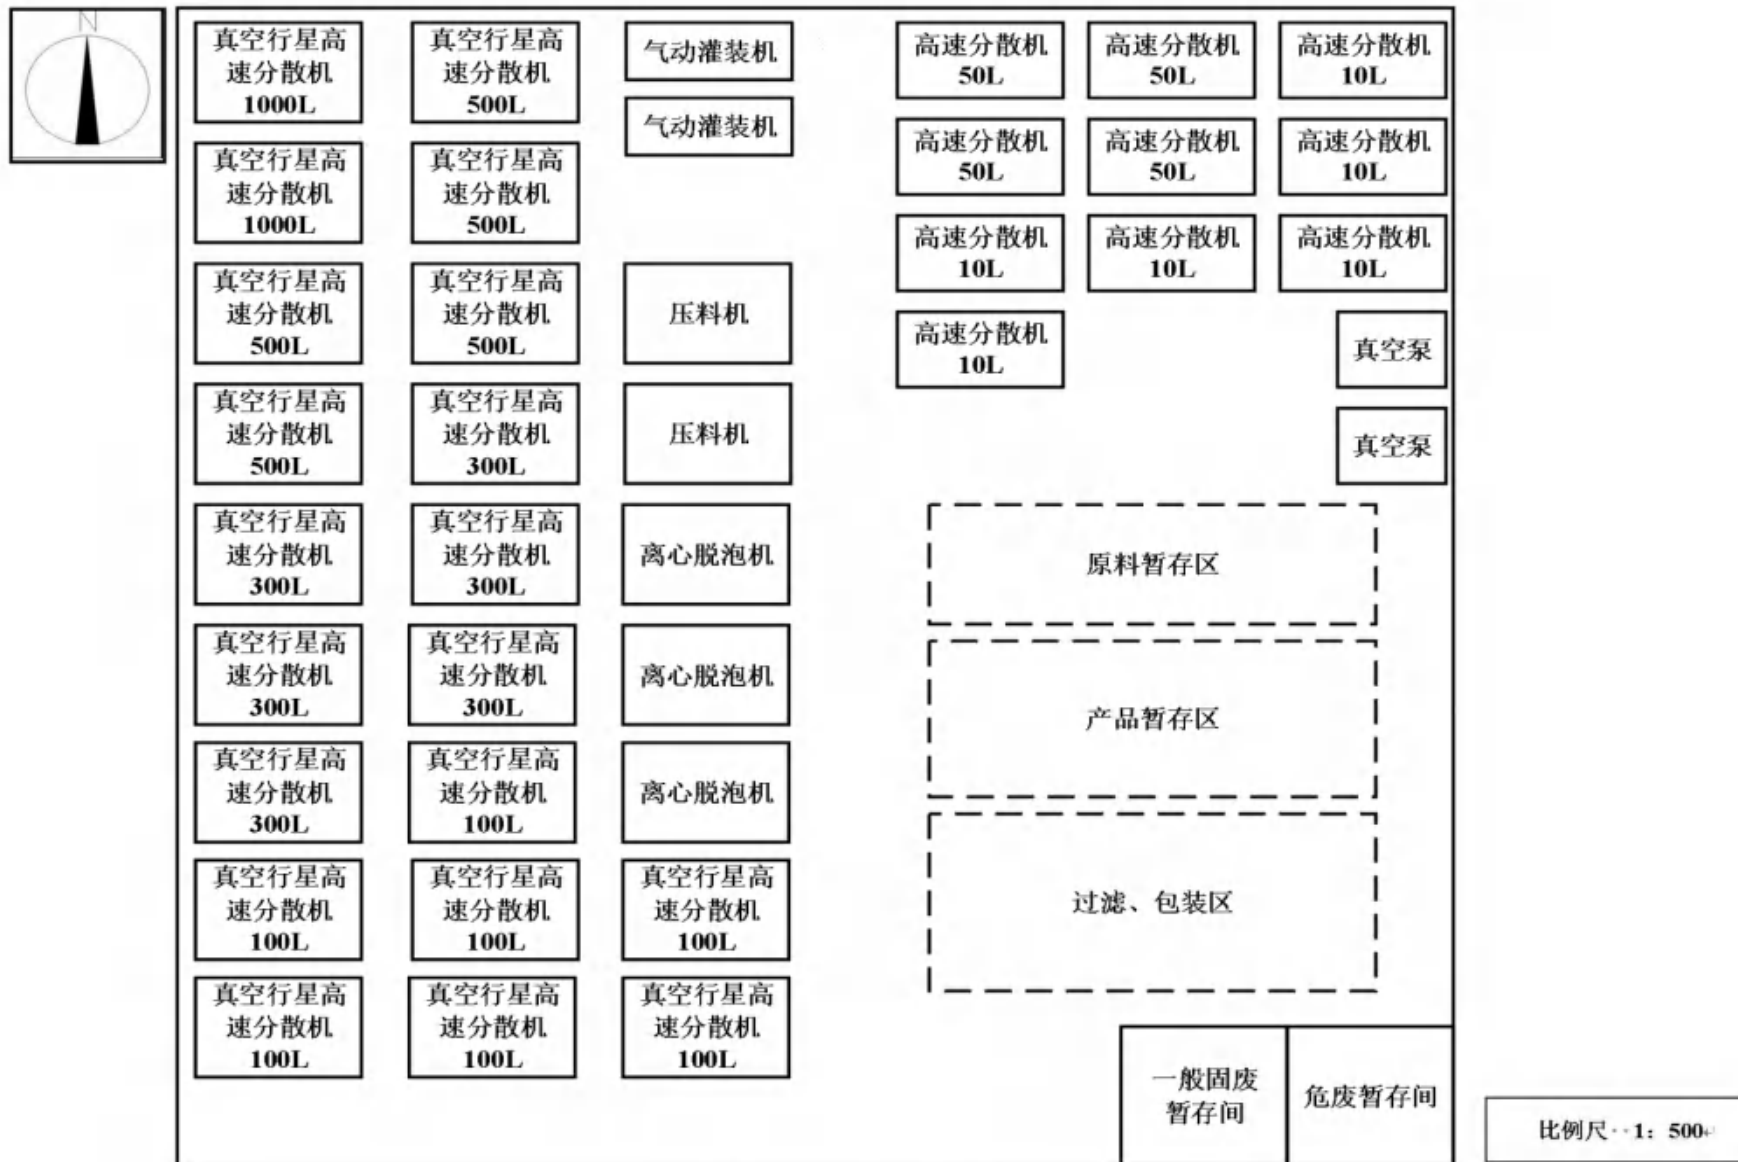 N
真空行星高
速分散机
1000L
真空行星高
速分散机
500L
气动灌装机
气动灌装机
高速分散机
50L
高速分散机
50L
高速分散机
10L
真空行星高
速分散机
1000L
真空行星高
速分散机
500L
高速分散机
50L
高速分散机
50L
高速分散机
10L
高速分散机
10L
高速分散机
10L
高速分散机
10L
真空行星高
速分散机
500L
真空行星高
速分散机
500L
压料机
高速分散机
10L
真空泵
真空行星高
速分散机
500L
真空行星高
速分散机
300L
压料机
真空泵
真空行星高
速分散机
300L
真空行星高
速分散机
300L
离心脱泡机
原料暂存区
真空行星高
速分散机
300L
真空行星高
速分散机
300L
离心脱泡机
产品暂存区
真空行星高
速分散机
300L
真空行星高
速分散机
100L
离心脱泡机
真空行星高
速分散机
100L
真空行星高
速分散机
100L
真空行星高
速分散机
100L
过滤、包装区
真空行星高
速分散机
100L
真空行星高
速分散机
100L
真空行星高
速分散机
100L
一般固废
暂存间
危废暂存间
比例尺··1：500